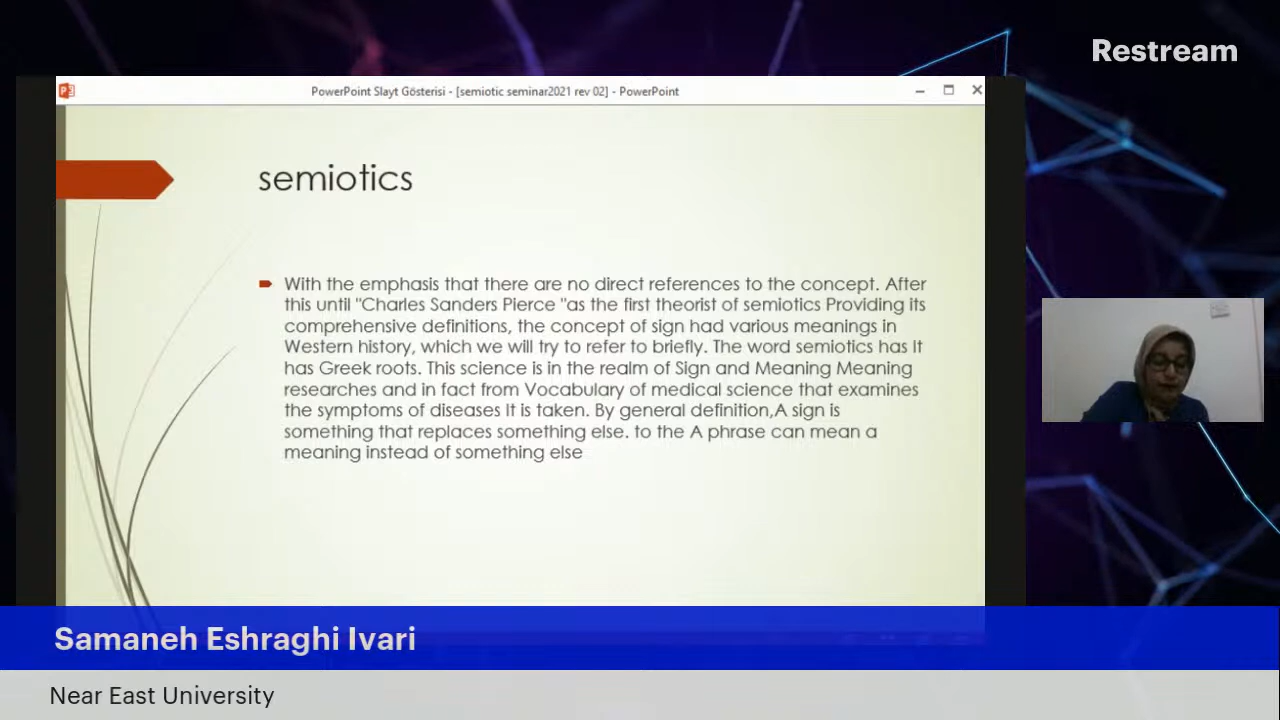 Restream
PowerPoint Slayt Gösterisi - [semiotic seminar2021 rev 02] - PowerPoint
semiotics
With the emphasis that there are no direct references to the concept. After
this until "Charles Sanders Pierce "as the first theorist of semiotics Providing its
comprehensive definitions, the concept of sign had various meanings in
Western history, which we will try to refer to briefly. The word semiotics has It
has Greek roots. This science is in the realm of Sign and Meaning Meaning
researches and in fact from Vocabulary of medical science that examines
the symptoms of diseases It is taken. By general definition,A sign is
something that replaces something else. to the A phrase can mean a
meaning instead of something else
Samaneh Eshraghi Ivari
Near East University